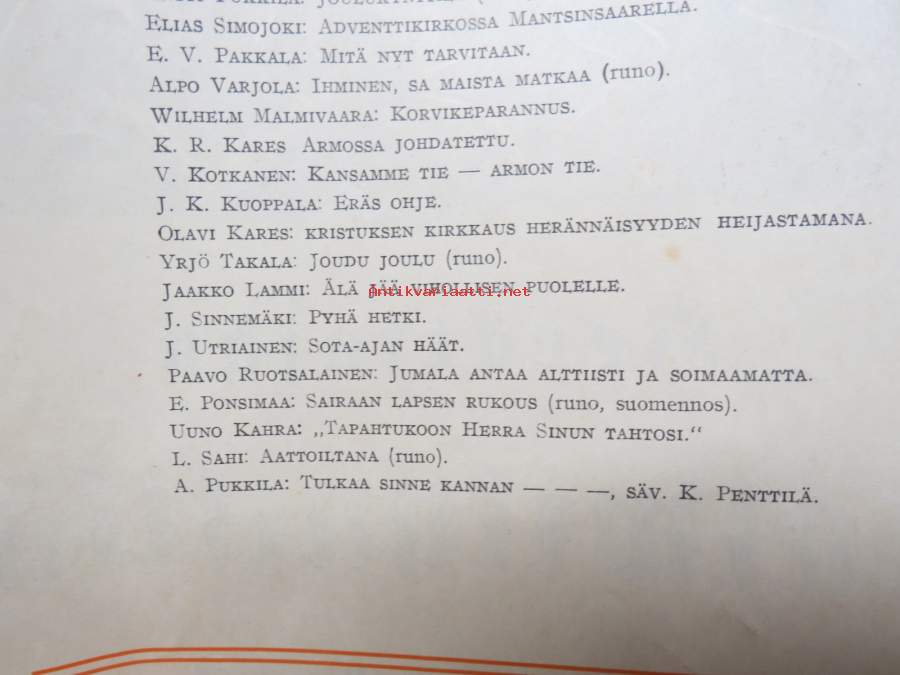 Elias Simojoki: Adventtikirkossa Mantsinsaarella.
E. V. Pakkala: Mitä nyt tarvitaan.
Alpo Varjola: Ihminen, sa maista matkaa (runo).
Wilhelm Malmivaara: Korvikeparannus.
K. R. Kares Armossa johdatettu.
V. Kotkanen: Kansamme tie — armon tie.
J. K. Kuoppala: Eräs ohje.
Olavi Kares: kristuksen kirkkaus herännäisyyden heijastamana.
Yrjö Takala: Joudu joulu (runo).
Jaakko Lammi: Älä jää vihollisen puolelle.
Antikvariaatti.net
J. Sinnemäki: Pyhä hetki.
J. Utriainen: Sota-ajan häät.
Paavo Ruotsalainen: Jumala antaa alttiisti ja soimaamatta.
E. Ponsimaa: Sairaan lapsen rukous (runo, suomennos).
Uuno Kahra: „Tapahtukoon Herra Sinun tahtosi.“
L. Sahi: Aattoiltana (runo).
A. Pukkila: Tulkaa sinne kannan — — —, säv. K. Penttilä.